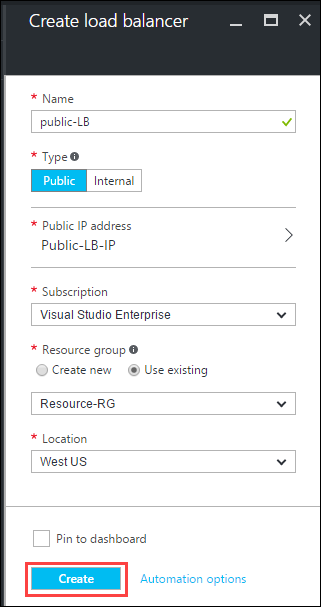 Create load balancer
* Name
public-LB
* Type
Public Internal
* Public IP address
Public-LB-IP
* Subscription
Visual Studio Enterprise
* Resource group
Create new Use existing
Resource-RG
* Location
West US
Pin to dashboard
Create Automation options